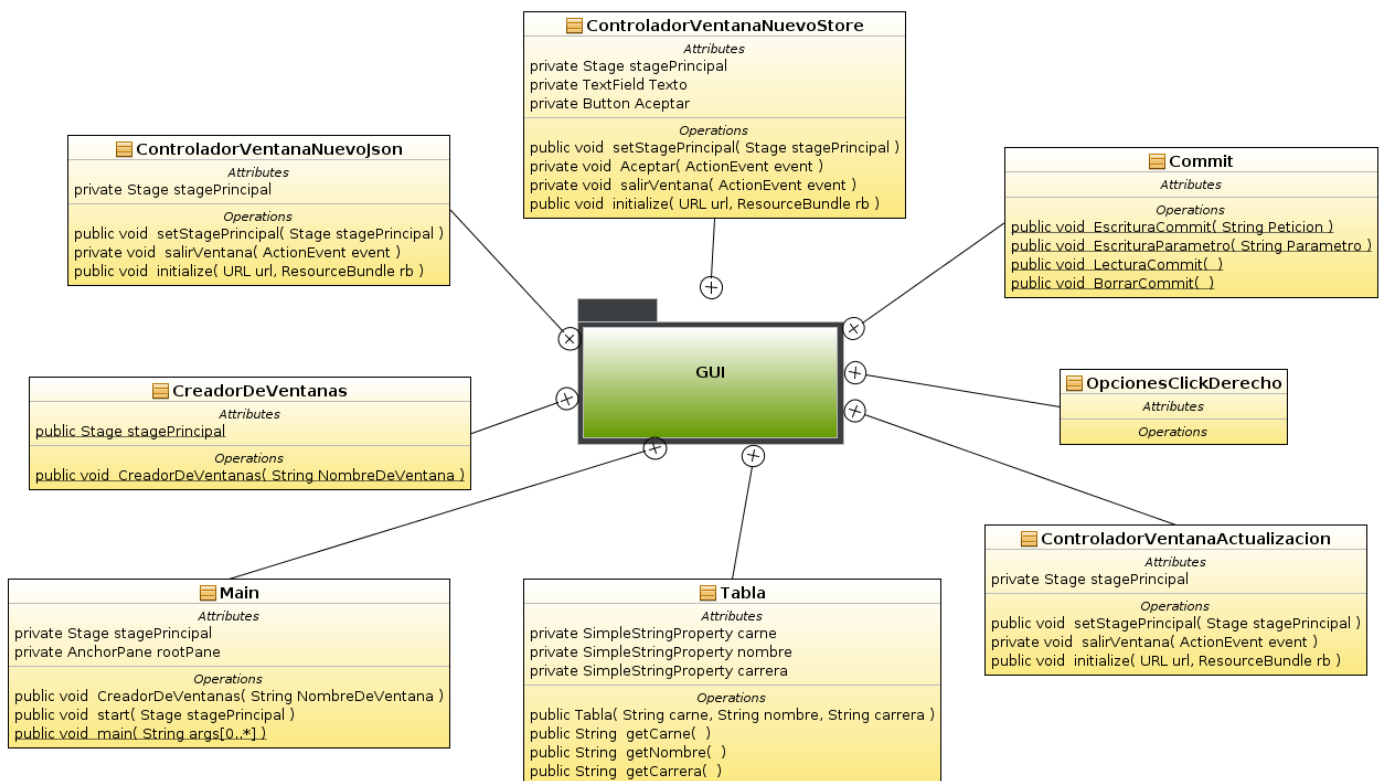 ControladorVentanaNuevoStore
Attributes
private Stage stagePrincipal
private TextField Texto
private Button Aceptar
Operations
public void setStagePrincipal( Stage stagePrincipal )
private void Aceptar( ActionEvent event )
private void salirVentana( ActionEvent event )
public void initialize( URL url, ResourceBundle rb )
ControladorVentanaNuevoJson
Attributes
private Stage stagePrincipal
Operations
public void setStagePrincipal( Stage stagePrincipal )
private void salirVentana( ActionEvent event )
public void initialize( URL url, ResourceBundle rb )
Commit
Attributes
Operations
public void EscrituraCommit( String Peticion )
public void EscrituraParametro( String Parametro )
public void LecturaCommit( )
public void BorrarCommit( )
GUI
CreadorDeVentanas
Attributes
public Stage stagePrincipal
Operations
public void CreadorDeVentanas( String NombreDeVentana )
OpcionesClickDerecho
Attributes
Operations
Main
Attributes
private Stage stagePrincipal
private AnchorPane rootPane
Operations
public void CreadorDeVentanas( String NombreDeVentana )
public void start( Stage stagePrincipal )
public void main( String args[0..*] )
Tabla
Attributes
private SimpleStringProperty carne
private SimpleStringProperty nombre
private SimpleStringProperty carrera
Operations
public Tabla( String carne, String nombre, String carrera )
public String getCarne( )
public String getNombre( )
public String getCarrera( )
ControladorVentanaActualizacion
Attributes
private Stage stagePrincipal
Operations
public void setStagePrincipal( Stage stagePrincipal )
private void salirVentana( ActionEvent event )
public void initialize( URL url, ResourceBundle rb )